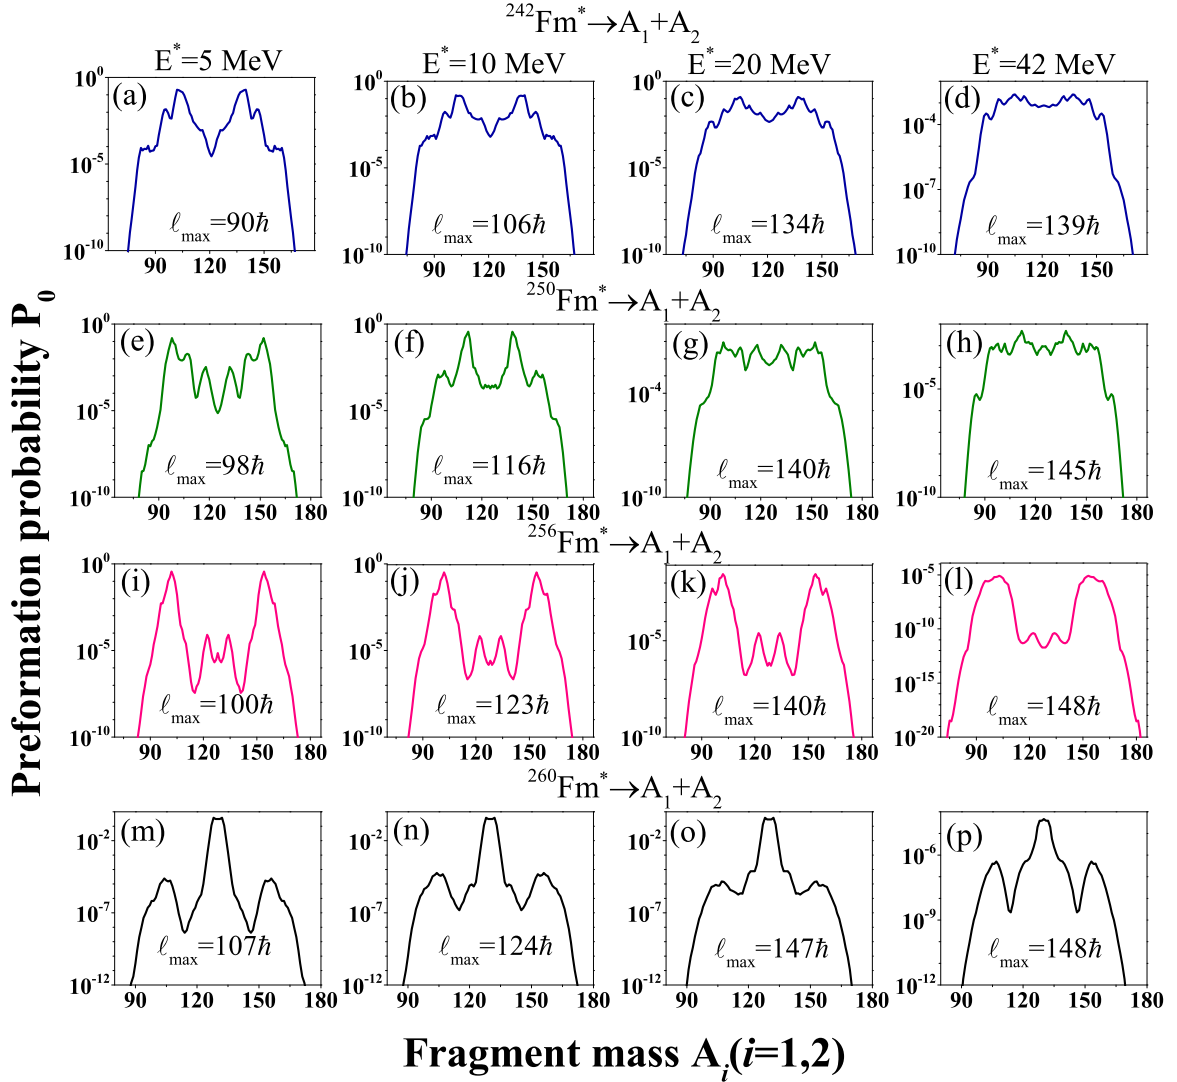 ²⁴²Fm*→A₁+A₂
E*=5 MeV E*=10 MeV E*=20 MeV E*=42 MeV
(a) (b) (c) (d)
10⁰ 10⁰ 10⁰ 10⁻⁴
10⁻⁵ 10⁻⁵ 10⁻⁵ 10⁻⁷
10⁻¹⁰ 10⁻¹⁰ 10⁻¹⁰ 10⁻¹⁰
ℓmax=90ℏ ℓmax=106ℏ ℓmax=134ℏ ℓmax=139ℏ
90 120 150 90 120 150 90 120 150 90 120 150
²⁵⁰Fm*→A₁+A₂
(e) (f) (g) (h)
10⁰ 10⁰ 10⁻⁴ 10⁻⁵
10⁻⁵ 10⁻⁵
10⁻¹⁰ 10⁻¹⁰ 10⁻¹⁰ 10⁻¹⁰
ℓmax=98ℏ ℓmax=116ℏ ℓmax=140ℏ ℓmax=145ℏ
90 120 150 180 90 120 150 180 90 120 150 180 90 120 150 180
²⁵⁶Fm*→A₁+A₂
(i) (j) (k) (l)
10⁰ 10⁰ 10⁰ 10⁻⁵
10⁻⁵ 10⁻⁵ 10⁻⁵ 10⁻¹⁰
10⁻¹⁵
10⁻¹⁰ 10⁻¹⁰ 10⁻¹⁰ 10⁻²⁰
ℓmax=100ℏ ℓmax=123ℏ ℓmax=140ℏ ℓmax=148ℏ
90 120 150 180 90 120 150 180 90 120 150 180 90 120 150 180
²⁶⁰Fm*→A₁+A₂
(m) (n) (o) (p)
10⁻² 10⁻² 10⁻² 10⁻⁶
10⁻⁷ 10⁻⁷ 10⁻⁷ 10⁻⁹
10⁻¹² 10⁻¹² 10⁻¹² 10⁻¹²
ℓmax=107ℏ ℓmax=124ℏ ℓmax=147ℏ ℓmax=148ℏ
90 120 150 180 90 120 150 180 90 120 150 180 90 120 150 180
Preformation probability P₀
Fragment mass Aᵢ(i=1,2)